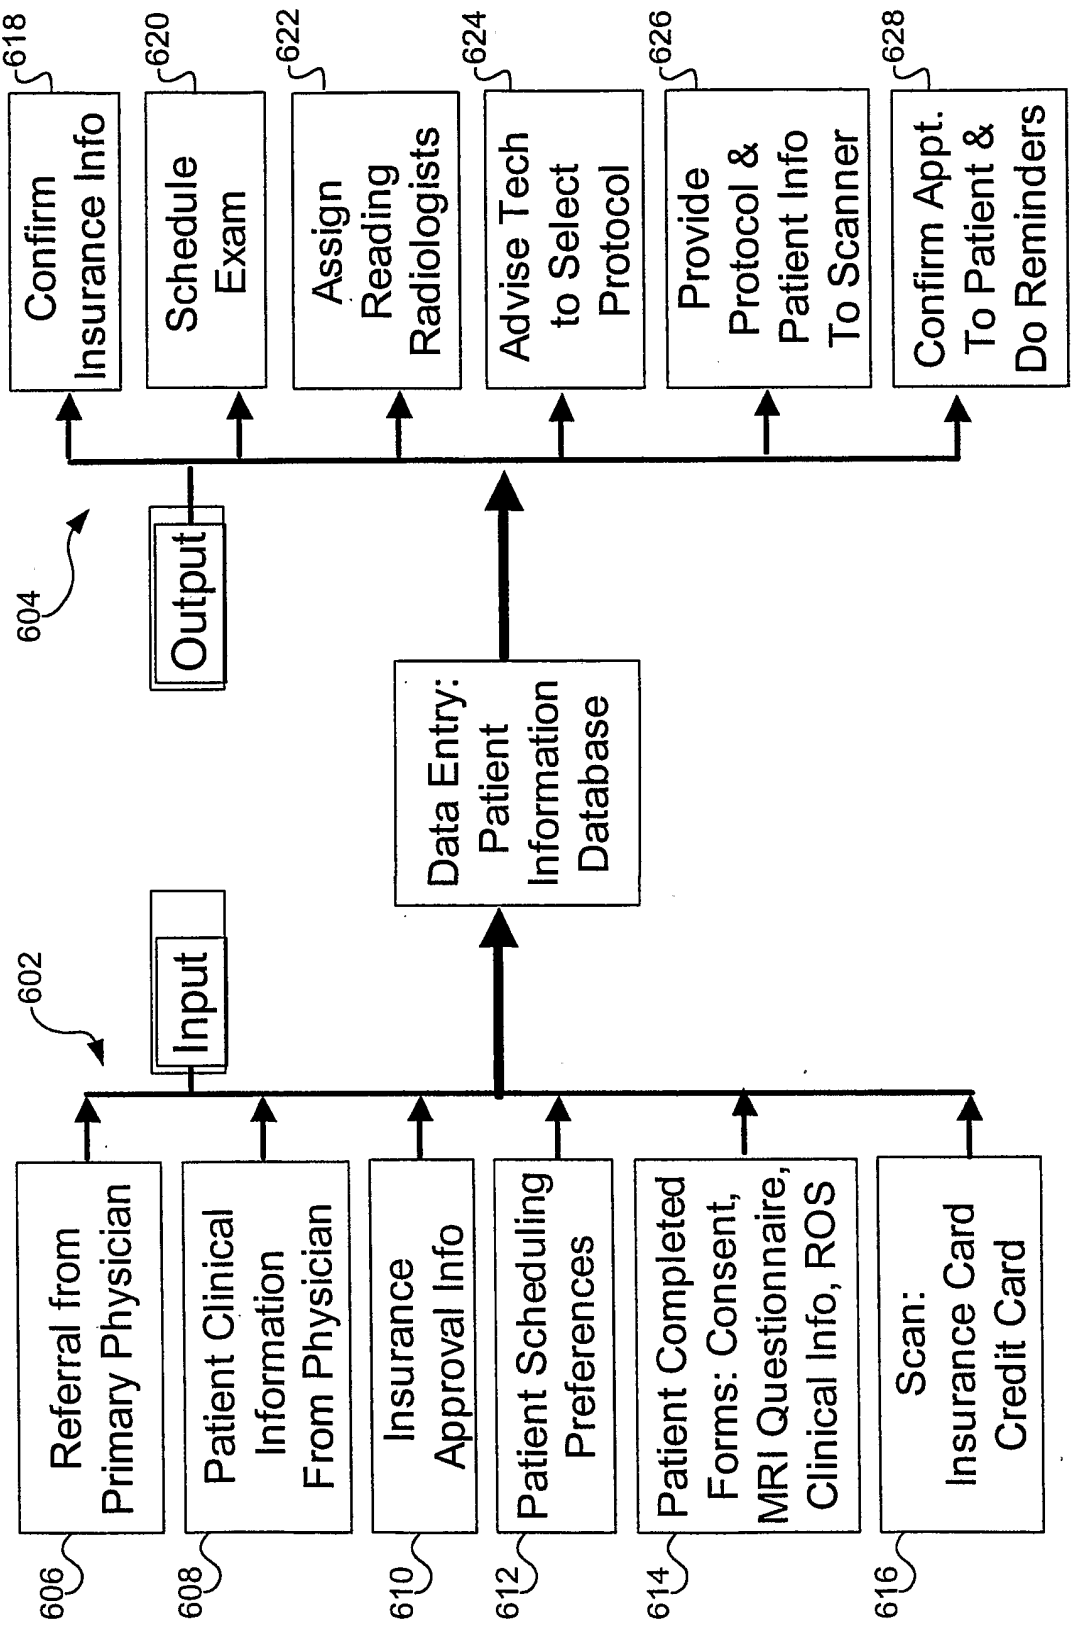 602
Input
606
Referral from
Primary Physician
608
Patient Clinical
Information
From Physician
610
Insurance
Approval Info
612
Patient Scheduling
Preferences
614
Patient Completed
Forms: Consent,
MRI Questionnaire,
Clinical Info, ROS
616
Scan:
Insurance Card
Credit Card
Data Entry:
Patient
Information
Database
604
Output
618
Confirm
Insurance Info
620
Schedule
Exam
622
Assign
Reading
Radiologists
624
Advise Tech
to Select
Protocol
626
Provide
Protocol &
Patient Info
To Scanner
628
Confirm Appt.
To Patient &
Do Reminders